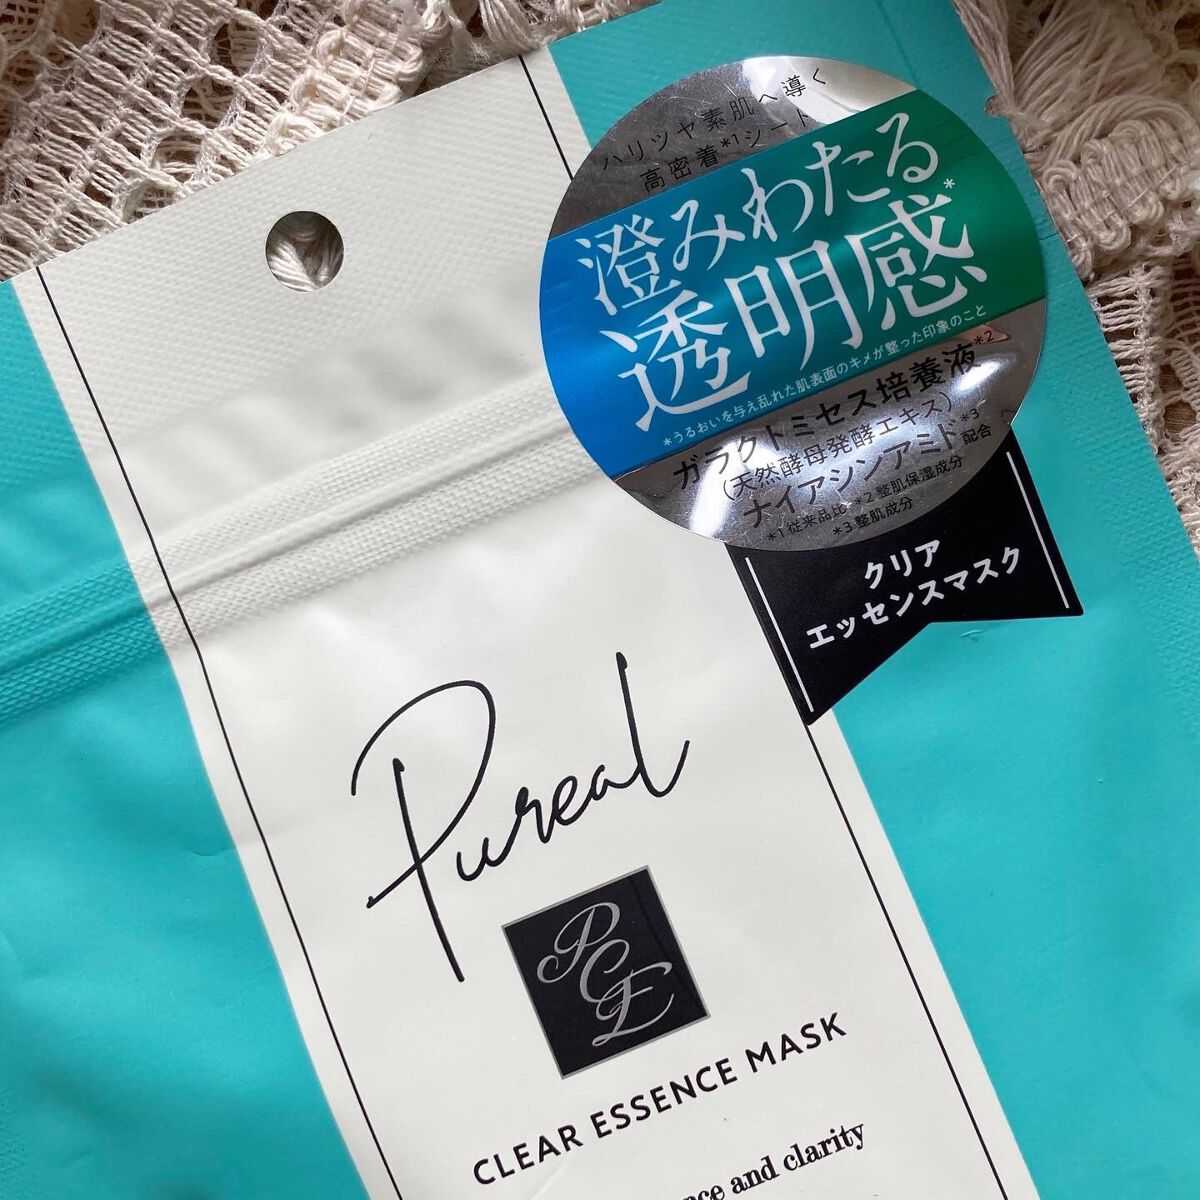 ハリツヤ素肌へ導く
高密着*1シート
澄みわたる
透明感*
*うるおいを与え乱れた肌表面のキメが整った印象のこと
ガラクトミセス培養液*2
(天然酵母発酵エキス)
ナイアシンアミド*3配合
*1従来品比 *2整肌保湿成分
*3整肌成分
クリア
エッセンスマスク
Pureal
PCE
CLEAR ESSENCE MASK
and clarity